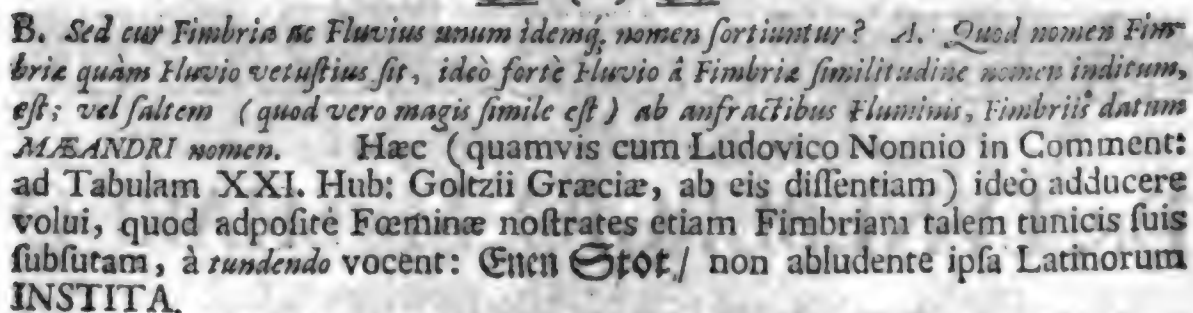 B. Sed cur Fimbria ac Fluvius unum idemq́; nomen ſortiuntur? A. Quod nomen Fim-
briæ quàm Fluvio vetuſtius ſit, ideò fortè Fluvio â Fimbriæ ſimilitudine nomen inditum,
eſt; vel ſaltem (quod vero magis ſimile eſt) ab anfractibus Fluminis, Fimbriis datum
MÆANDRI nomen. Hæc (quamvis cum Ludovico Nonnio in Comment:
ad Tabulam XXI. Hub: Goltzii Græciæ, ab eis diſſentiam) ideò adducere
volui, quod adpoſitè Fœminæ noſtrates etiam Fimbriam talem tunicis ſuis
ſubſutam, à tundendo vocent: Enen Stot/ non abludente ipſa Latinorum
INSTITA.